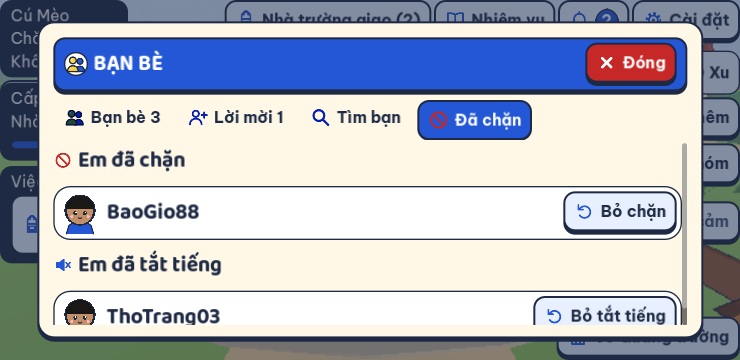 Cú Mèo
Nhà trường giao (2)
Nhiệm vụ
2
Cài đặt
BẠN BÈ
Đóng
Xu
Bạn bè 3
Lời mời 1
Tìm bạn
Đã chặn
Em đã chặn
BaoGio88
Bỏ chặn
Em đã tắt tiếng
ThoTrang03
Bỏ tắt tiếng